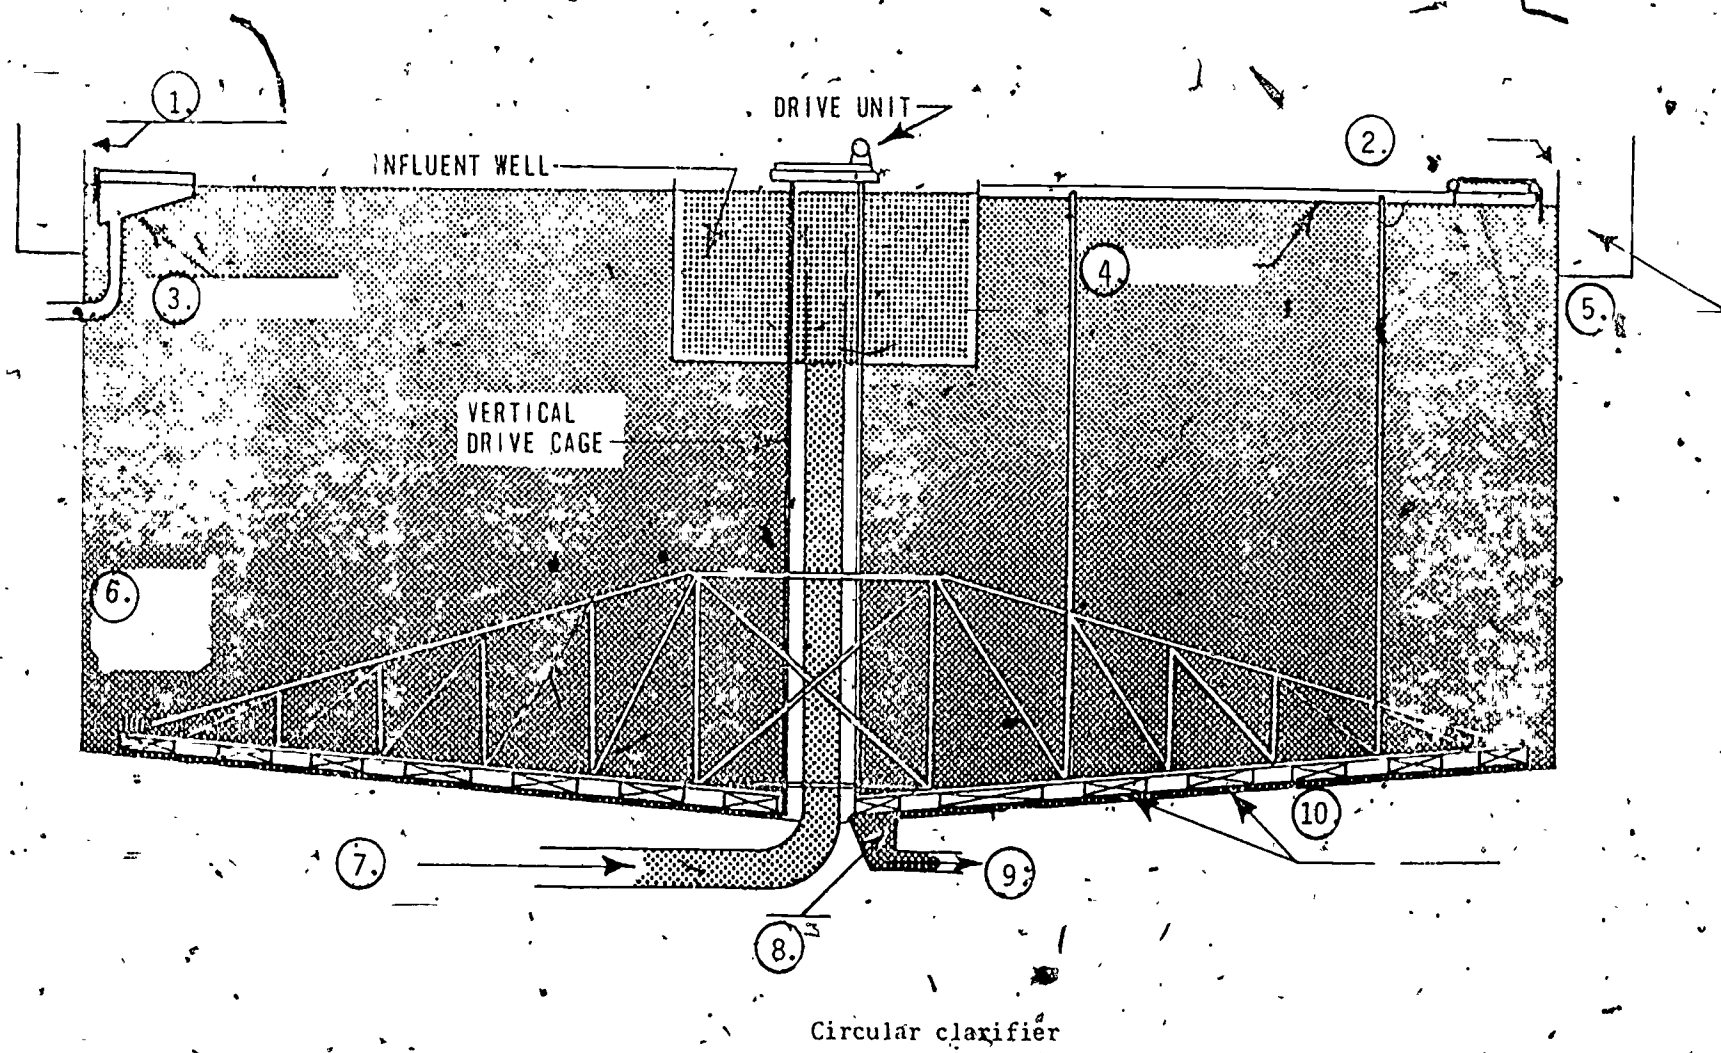 1.
DRIVE UNIT
2.
INFLUENT WELL
3.
4.
5.
VERTICAL
DRIVE CAGE
6.
7.
8.
9.
10
Circular clarifier